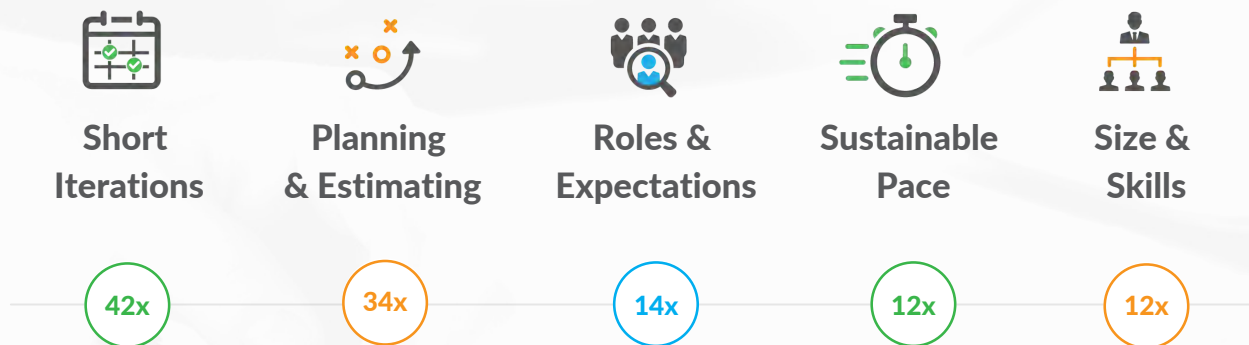 Short
Iterations
Planning
& Estimating
Roles &
Expectations
Sustainable
Pace
Size &
Skills
42x
34x
14x
12x
12x